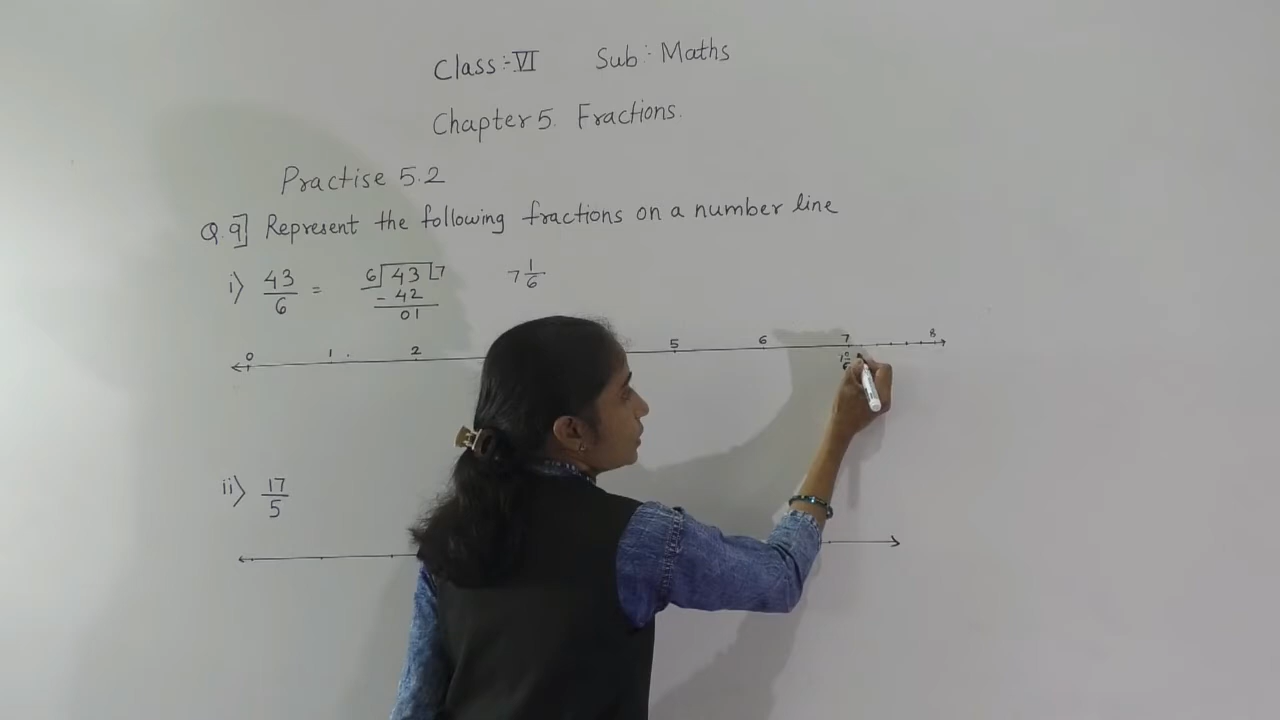 Class:- VI Sub:- Maths
Chapter 5. Fractions.
Practise 5.2
Q.9] Represent the following fractions on a number line
i) 43/6 = 6)43(7 7 1/6
- 42
01
0 1 2 5 6 7 8
ii) 17/5